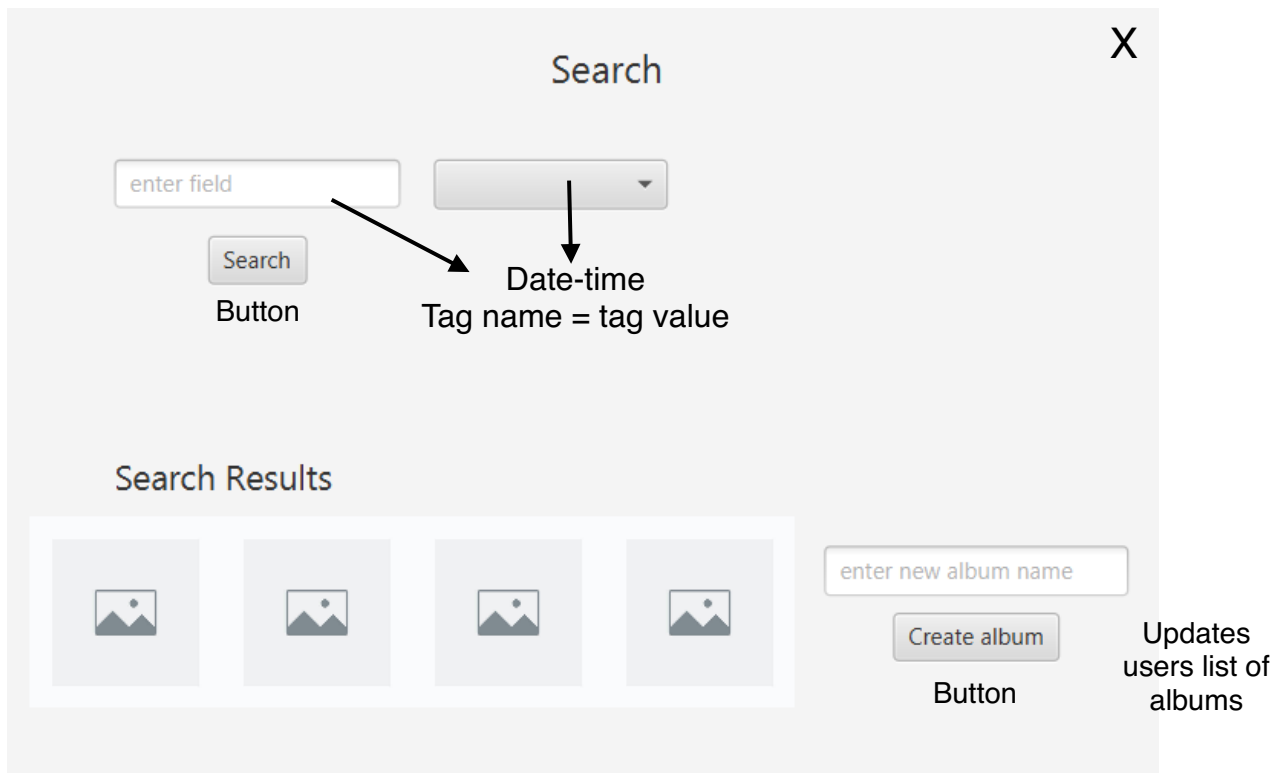 X
Search
enter field
Search
Button
Date-time
Tag name = tag value
Search Results
enter new album name
Create album
Button
Updates
users list of
albums